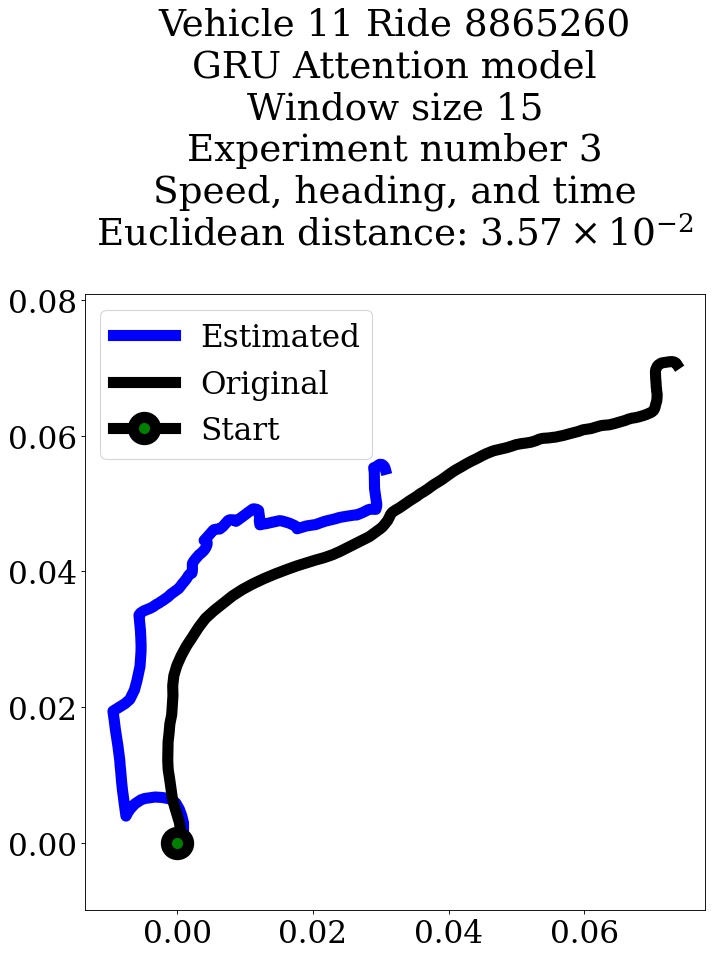 Vehicle 11 Ride 8865260
GRU Attention model
Window size 15
Experiment number 3
Speed, heading, and time
Euclidean distance: 3.57 × 10⁻²
0.08
0.06
0.04
0.02
0.00
Estimated
Original
Start
0.00 0.02 0.04 0.06